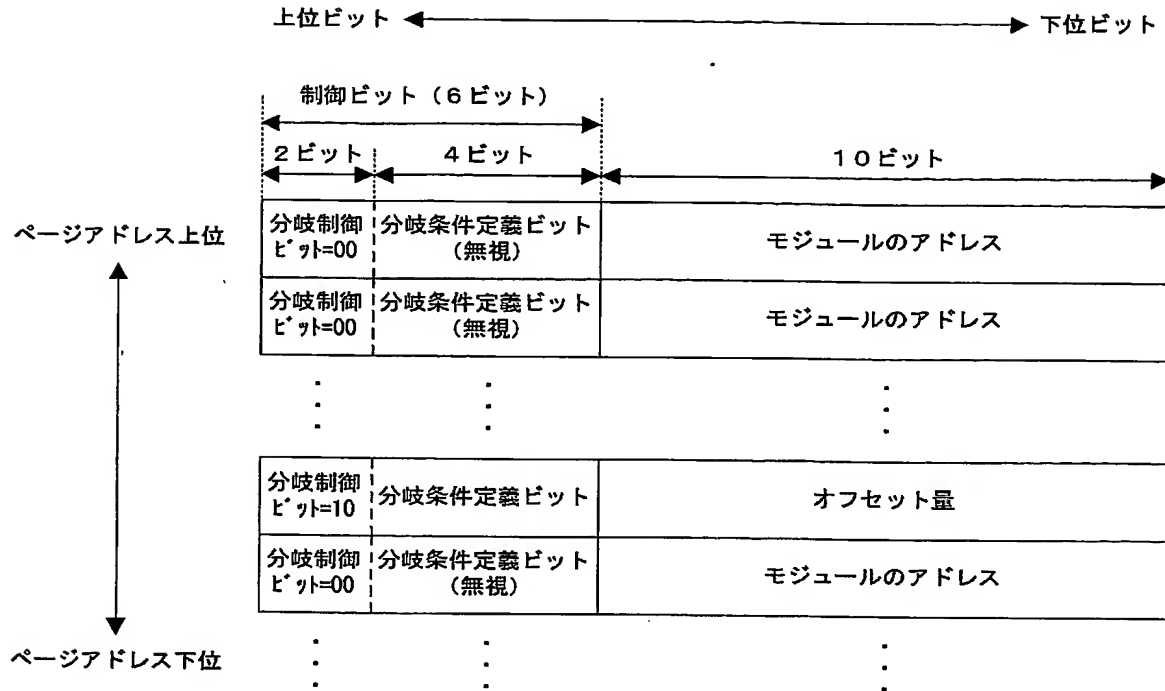 上位ビット 下位ビット
制御ビット（6ビット）
2ビット 4ビット 10ビット
ページアドレス上位
分岐制御 分岐条件定義ビット モジュールのアドレス
ﾋﾞｯﾄ=00 (無視)
分岐制御 分岐条件定義ビット モジュールのアドレス
ﾋﾞｯﾄ=00 (無視)
分岐制御 分岐条件定義ビット オフセット量
ﾋﾞｯﾄ=10
分岐制御 分岐条件定義ビット モジュールのアドレス
ﾋﾞｯﾄ=00 (無視)
ページアドレス下位